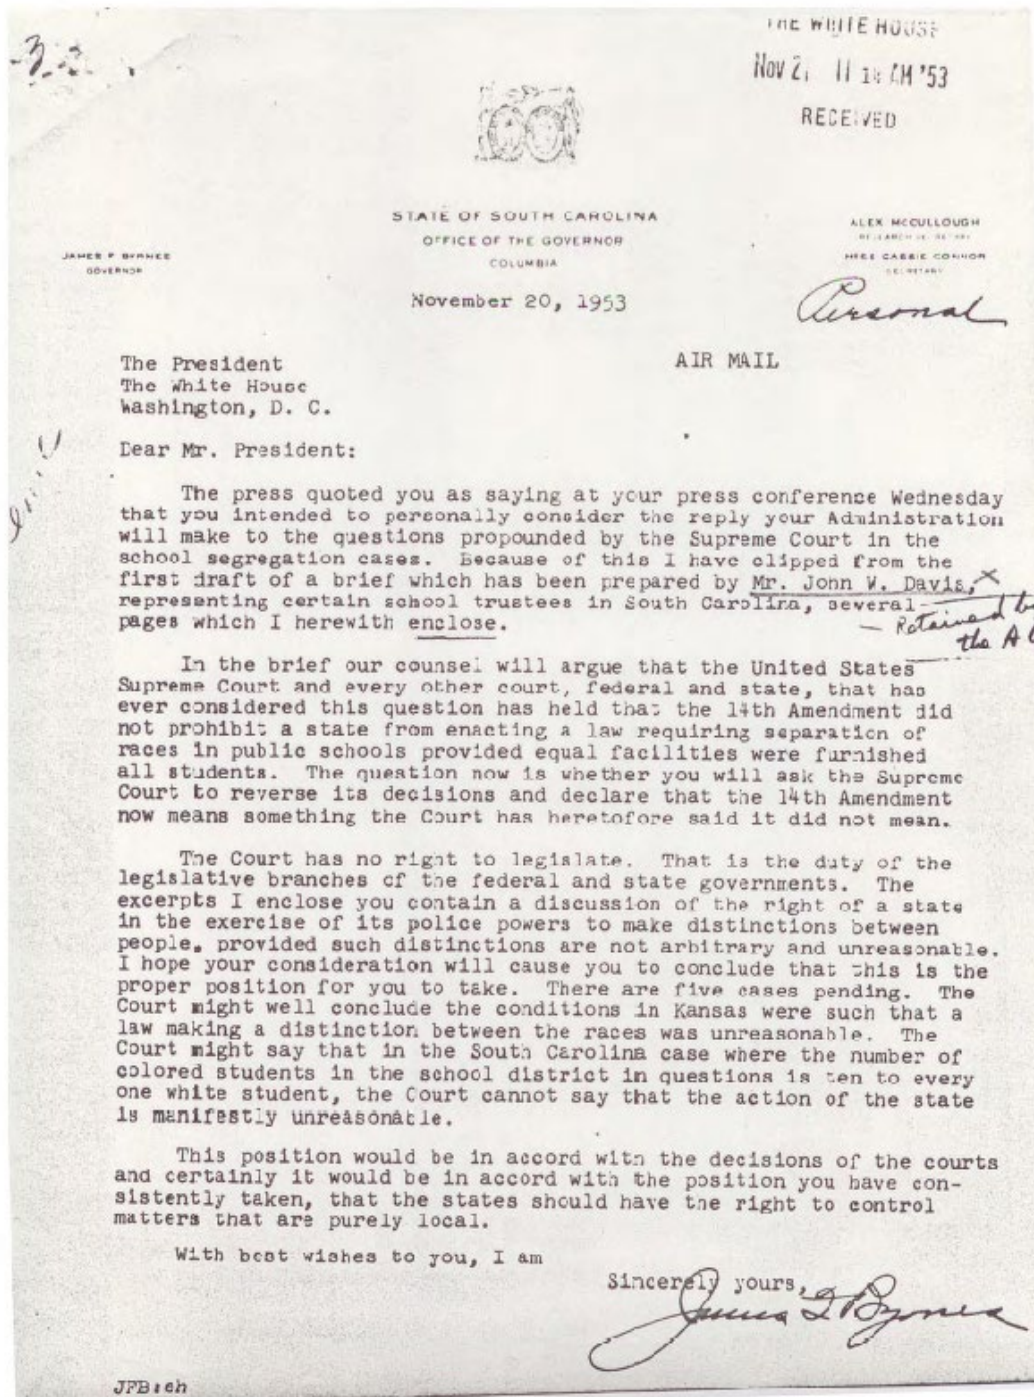 THE WHITE HOUSE
NOV 2, 11 18 AM '53
RECEIVED
STATE OF SOUTH CAROLINA
OFFICE OF THE GOVERNOR
COLUMBIA
JAMES F BYRNES
GOVERNOR
ALEX MCCULLOUGH
RESEARCH SECRETARY
MISS CASSIE CONNOR
SECRETARY
November 20, 1953
Personal
The President
The White House
Washington, D. C.
AIR MAIL
Dear Mr. President:
The press quoted you as saying at your press conference Wednesday
that you intended to personally consider the reply your Administration
will make to the questions propounded by the Supreme Court in the
school segregation cases. Because of this I have clipped from the
first draft of a brief which has been prepared by Mr. John W. Davis,
representing certain school trustees in South Carolina, several
pages which I herewith enclose.
— Retained by
the A
In the brief our counsel will argue that the United States
Supreme Court and every other court, federal and state, that has
ever considered this question has held that the 14th Amendment did
not prohibit a state from enacting a law requiring separation of
races in public schools provided equal facilities were furnished
all students. The question now is whether you will ask the Supreme
Court to reverse its decisions and declare that the 14th Amendment
now means something the Court has heretofore said it did not mean.
The Court has no right to legislate. That is the duty of the
legislative branches of the federal and state governments. The
excerpts I enclose you contain a discussion of the right of a state
in the exercise of its police powers to make distinctions between
people, provided such distinctions are not arbitrary and unreasonable.
I hope your consideration will cause you to conclude that this is the
proper position for you to take. There are five cases pending. The
Court might well conclude the conditions in Kansas were such that a
law making a distinction between the races was unreasonable. The
Court might say that in the South Carolina case where the number of
colored students in the school district in questions is ten to every
one white student, the Court cannot say that the action of the state
is manifestly unreasonable.
This position would be in accord with the decisions of the courts
and certainly it would be in accord with the position you have con-
sistently taken, that the states should have the right to control
matters that are purely local.
With best wishes to you, I am
Sincerely yours,
James F Byrnes
JFB:eh